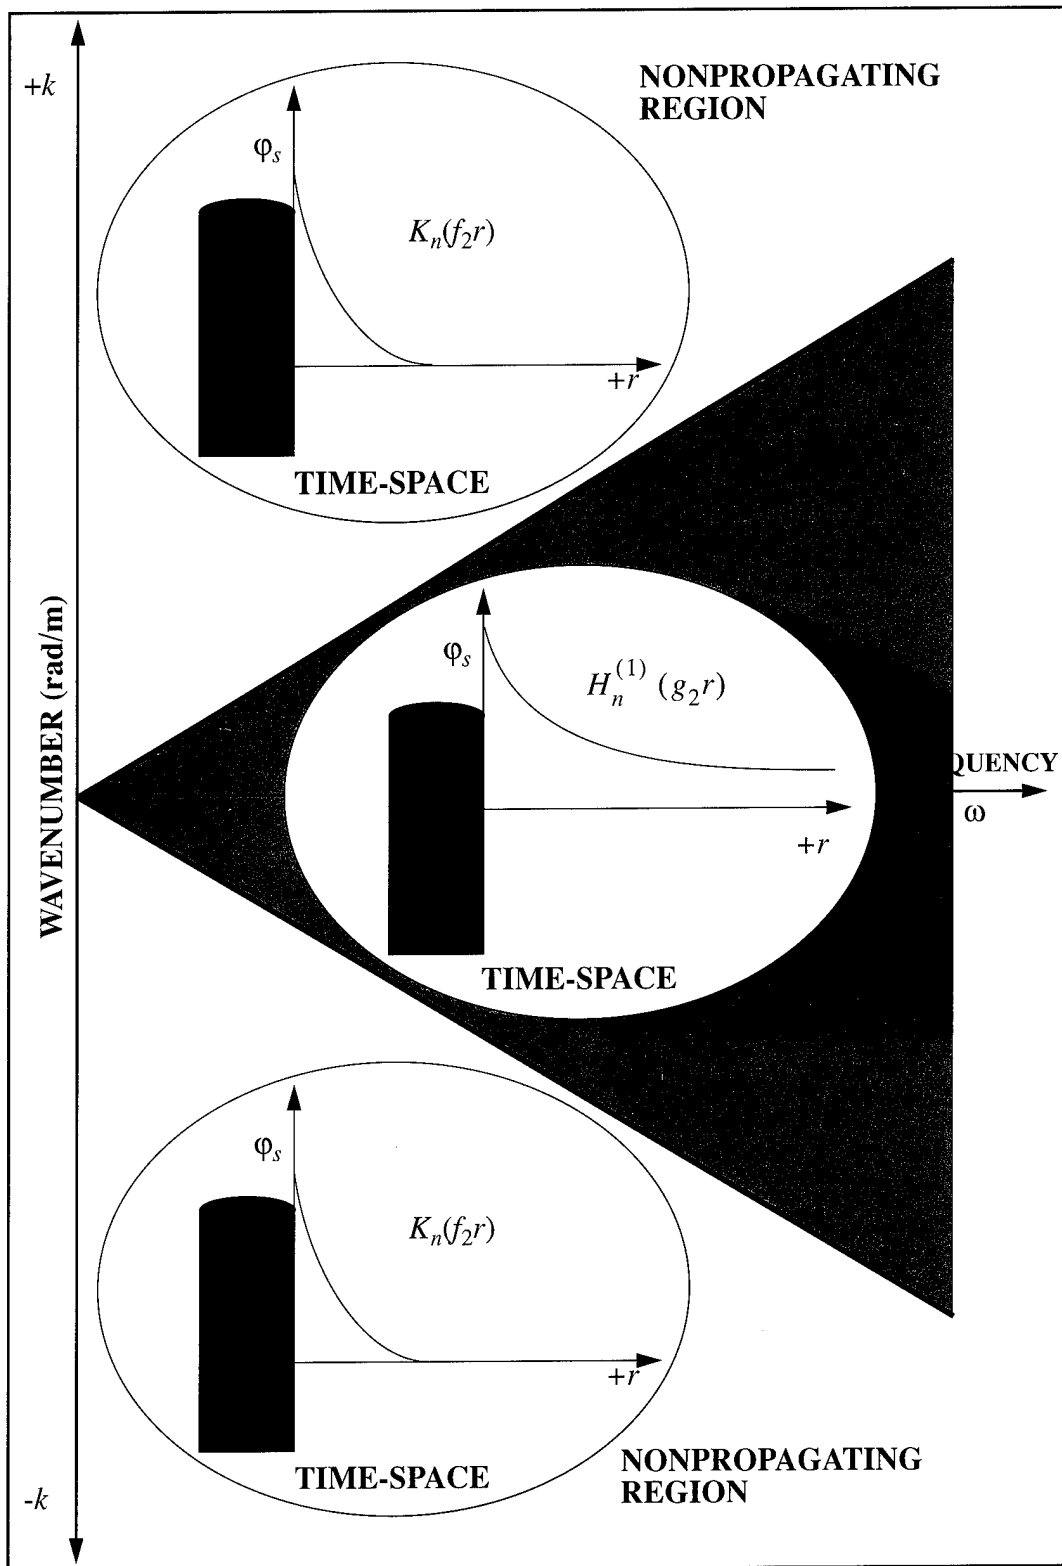 +k
NONPROPAGATING
REGION
φs
Kn(f2r)
+r
TIME-SPACE
WAVENUMBER (rad/m)
φs
Hn(1) (g2r)
QUENCY
ω
+r
TIME-SPACE
φs
Kn(f2r)
+r
TIME-SPACE
NONPROPAGATING
REGION
-k